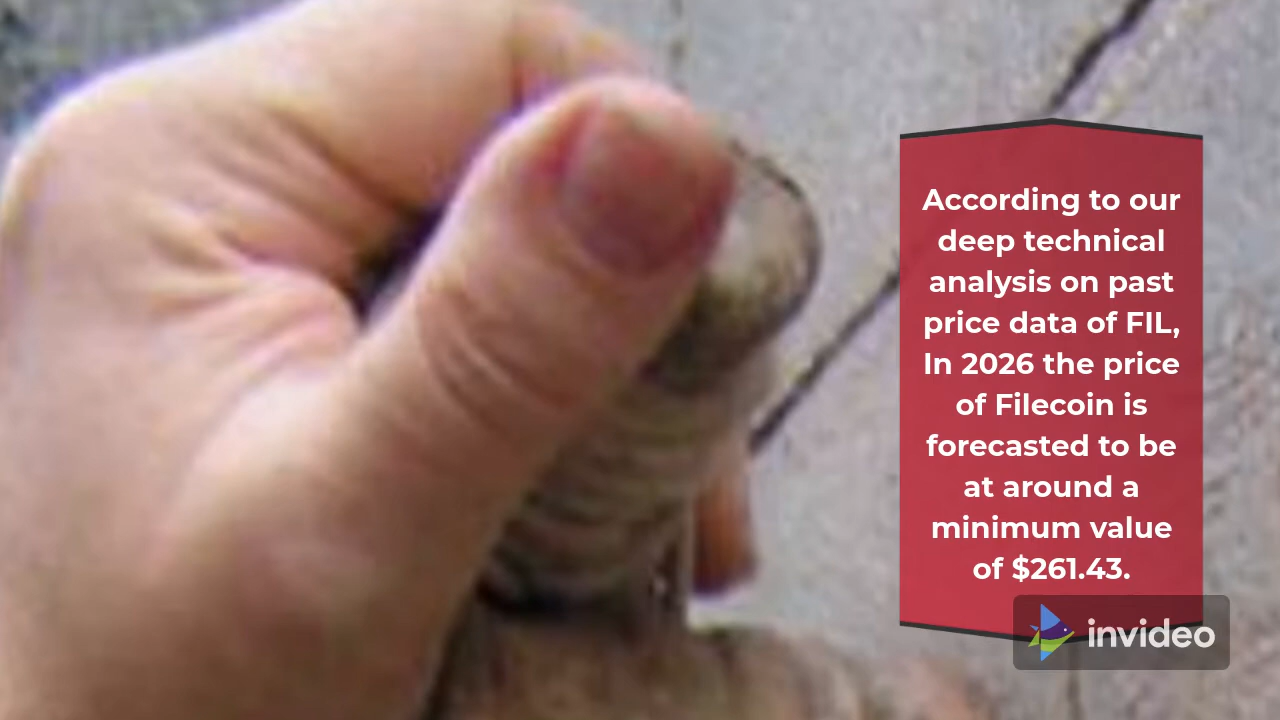 According to our
deep technical
analysis on past
price data of FIL,
In 2026 the price
of Filecoin is
forecasted to be
at around a
minimum value
of $261.43.
invideo